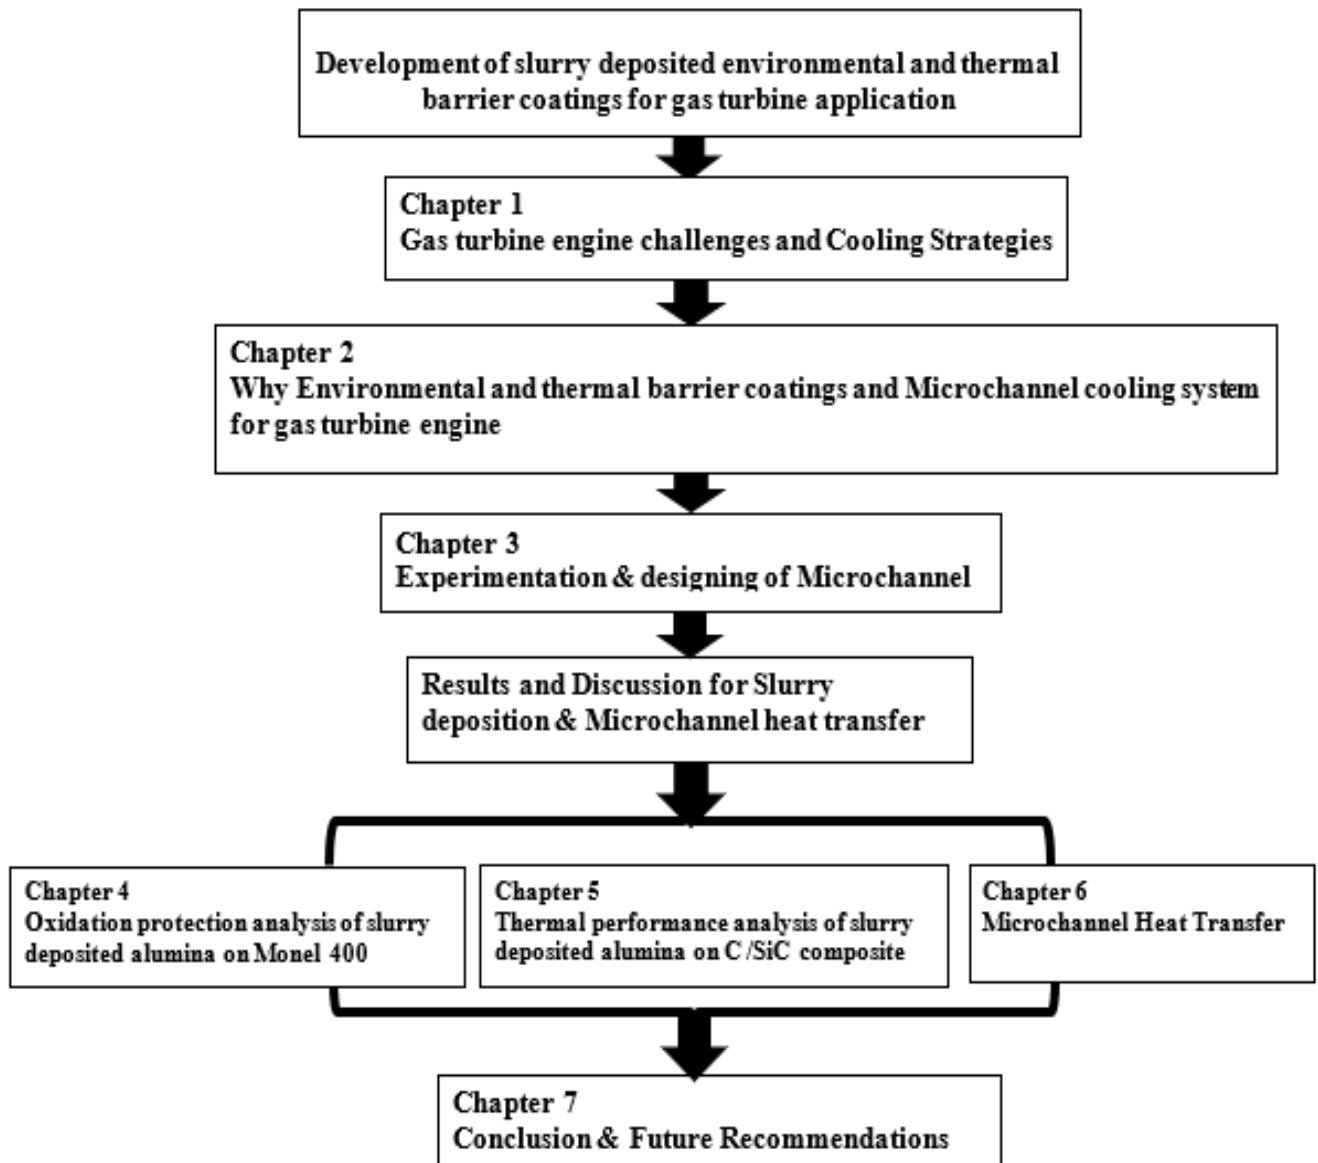 Development of slurry deposited environmental and thermal
barrier coatings for gas turbine application
Chapter 1
Gas turbine engine challenges and Cooling Strategies
Chapter 2
Why Environmental and thermal barrier coatings and Microchannel cooling system
for gas turbine engine
Chapter 3
Experimentation & designing of Microchannel
Results and Discussion for Slurry
deposition & Microchannel heat transfer
Chapter 4
Oxidation protection analysis of slurry
deposited alumina on Monel 400
Chapter 5
Thermal performance analysis of slurry
deposited alumina on C/SiC composite
Chapter 6
Microchannel Heat Transfer
Chapter 7
Conclusion & Future Recommendations